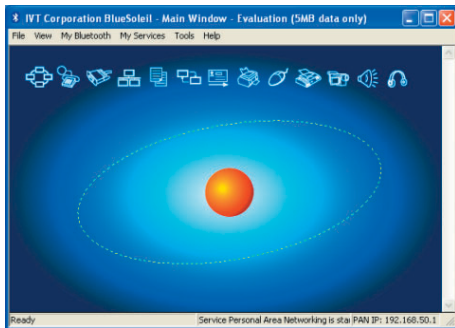 IVT Corporation BlueSoleil - Main Window - Evaluation (5MB data only)
File View My Bluetooth My Services Tools Help
Ready Service Personal Area Networking is sta PAN IP: 192.168.50.1